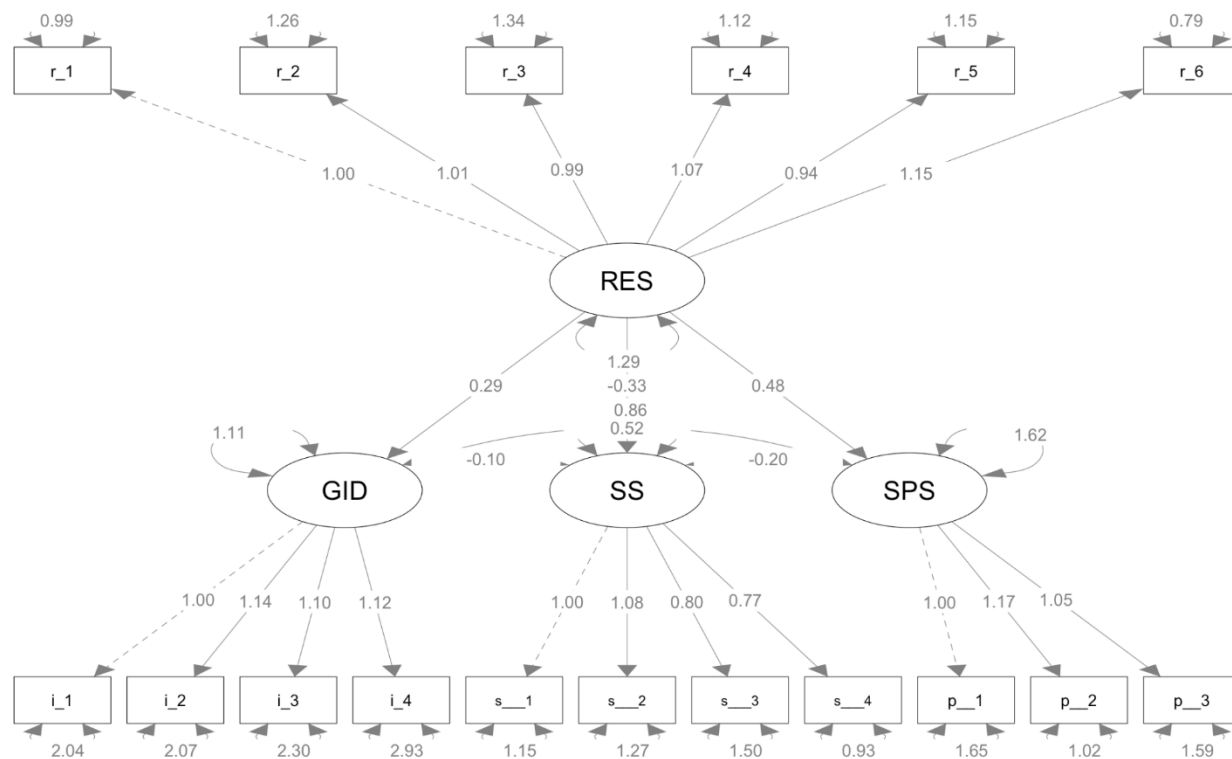 0.99 1.26 1.34 1.12 1.15 0.79
r_1 r_2 r_3 r_4 r_5 r_6
1.00 1.01 0.99 1.07 0.94 1.15
RES
1.29
0.29 -0.33 0.48
0.86
1.11 0.52 1.62
-0.10 -0.20
GID SS SPS
1.00 1.14 1.10 1.12 1.00 1.08 0.80 0.77 1.00 1.17 1.05
i_1 i_2 i_3 i_4 s___1 s___2 s___3 s___4 p__1 p__2 p__3
2.04 2.07 2.30 2.93 1.15 1.27 1.50 0.93 1.65 1.02 1.59